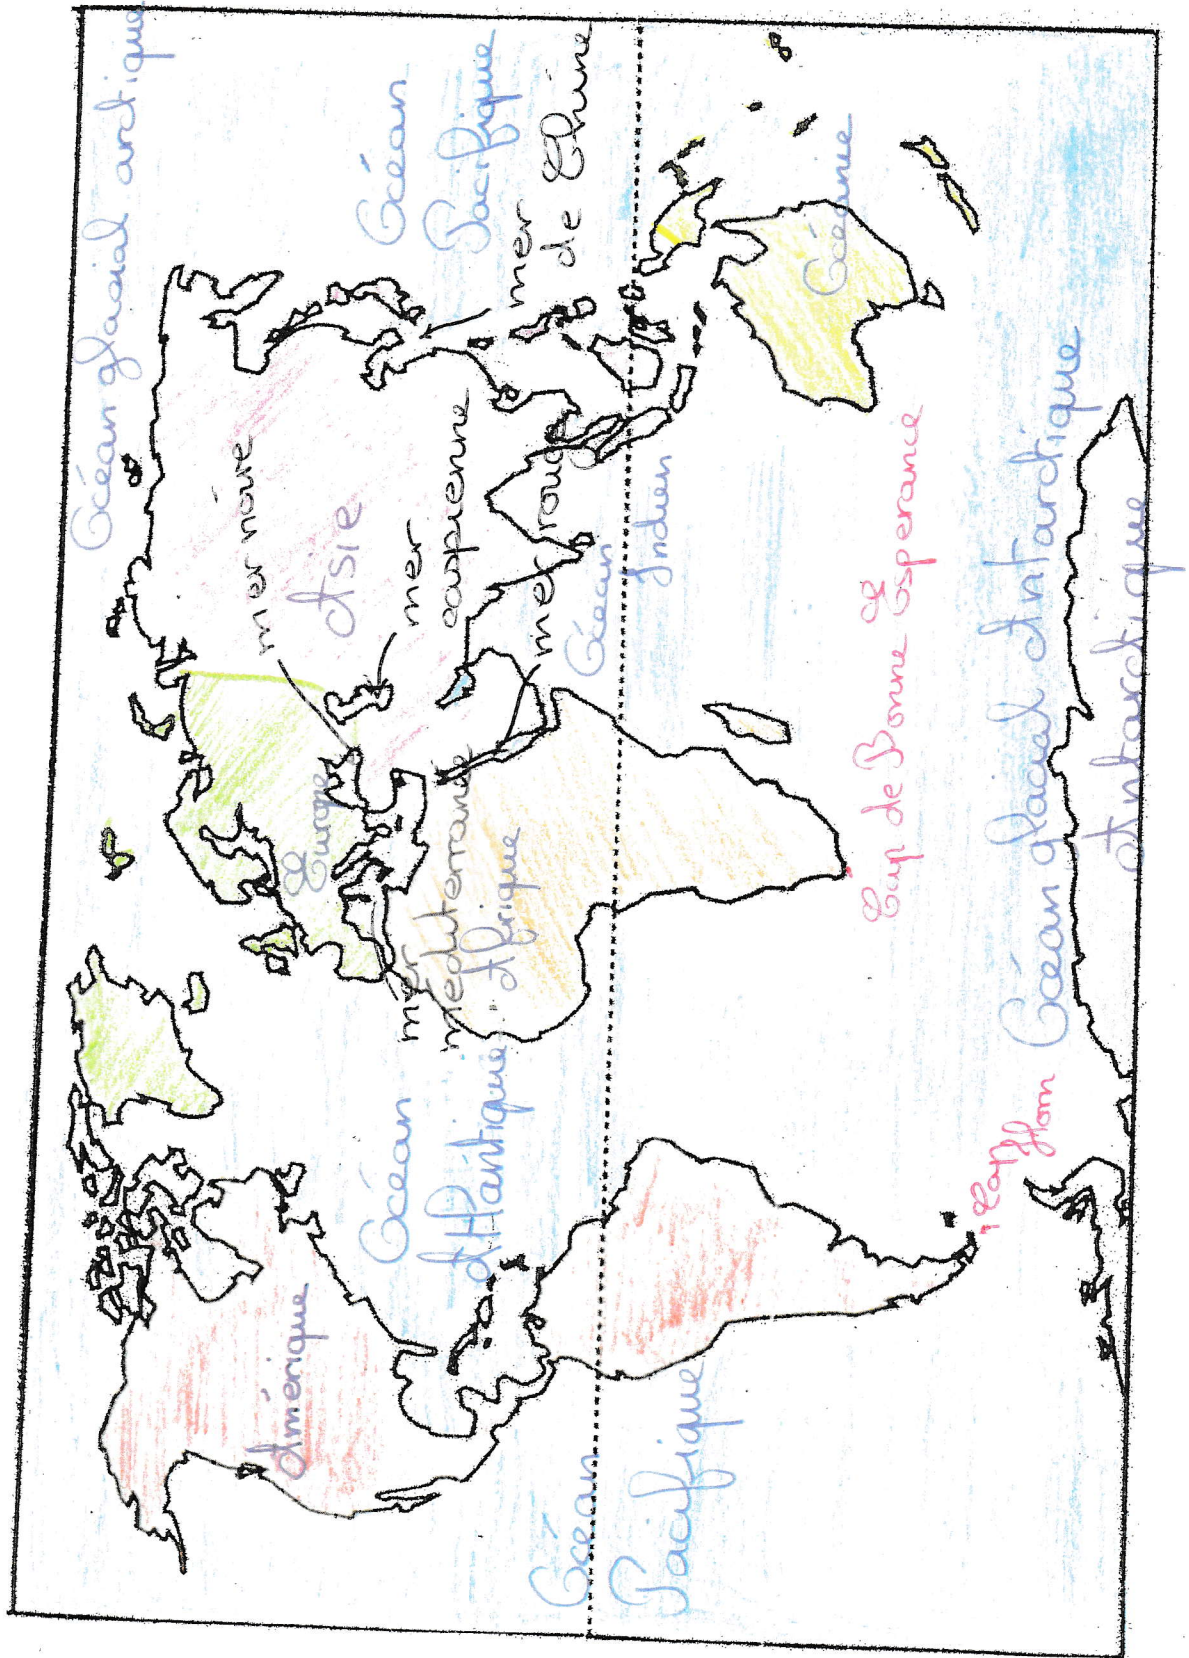 Océan glacial arctique
Amérique
Europe
Asie
mer noire
mer
caspienne
mer
méditerranée
Afrique
mer rouge
Océan
Atlantique
Océan
Pacifique
mer
de Chine
Océan
Pacifique
Océan
Indien
Océanie
Cap de Bonne Esperance
Cap Horn
Océan glacial Antarctique
Antarctique